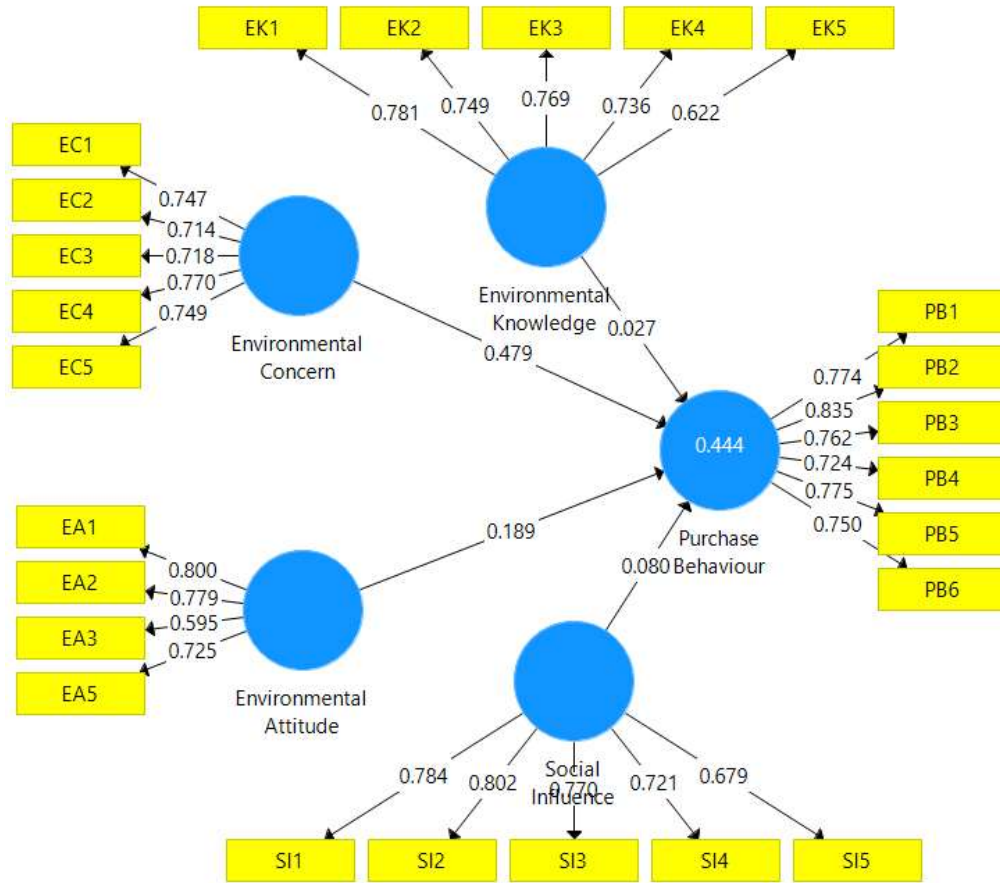 EK1
EK2
EK3
EK4
EK5
0.781
0.749
0.769
0.736
0.622
EC1
EC2
EC3
EC4
EC5
0.747
0.714
0.718
0.770
0.749
Environmental
Concern
Environmental
Knowledge
0.479
0.027
PB1
PB2
PB3
PB4
PB5
PB6
0.774
0.835
0.762
0.724
0.775
0.750
0.444
Purchase
Behaviour
EA1
EA2
EA3
EA5
0.800
0.779
0.595
0.725
Environmental
Attitude
0.189
0.080
Social
Influence
0.784
0.802
0.770
0.721
0.679
SI1
SI2
SI3
SI4
SI5